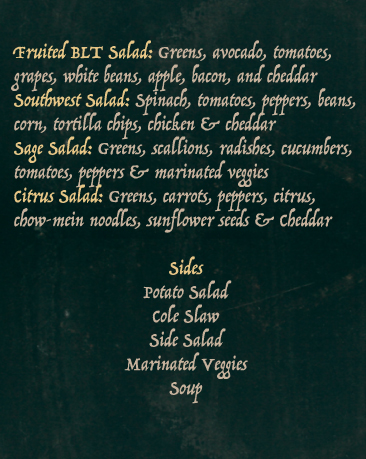 Fruited BLT Salad: Greens, avocado, tomatoes,
grapes, white beans, apple, bacon, and cheddar
Southwest Salad: Spinach, tomatoes, peppers, beans,
corn, tortilla chips, chicken & cheddar
Sage Salad: Greens, scallions, radishes, cucumbers,
tomatoes, peppers & marinated veggies
Citrus Salad: Greens, carrots, peppers, citrus,
chow-mein noodles, sunflower seeds & Cheddar
Sides
Potato Salad
Cole Slaw
Side Salad
Marinated Veggies
Soup